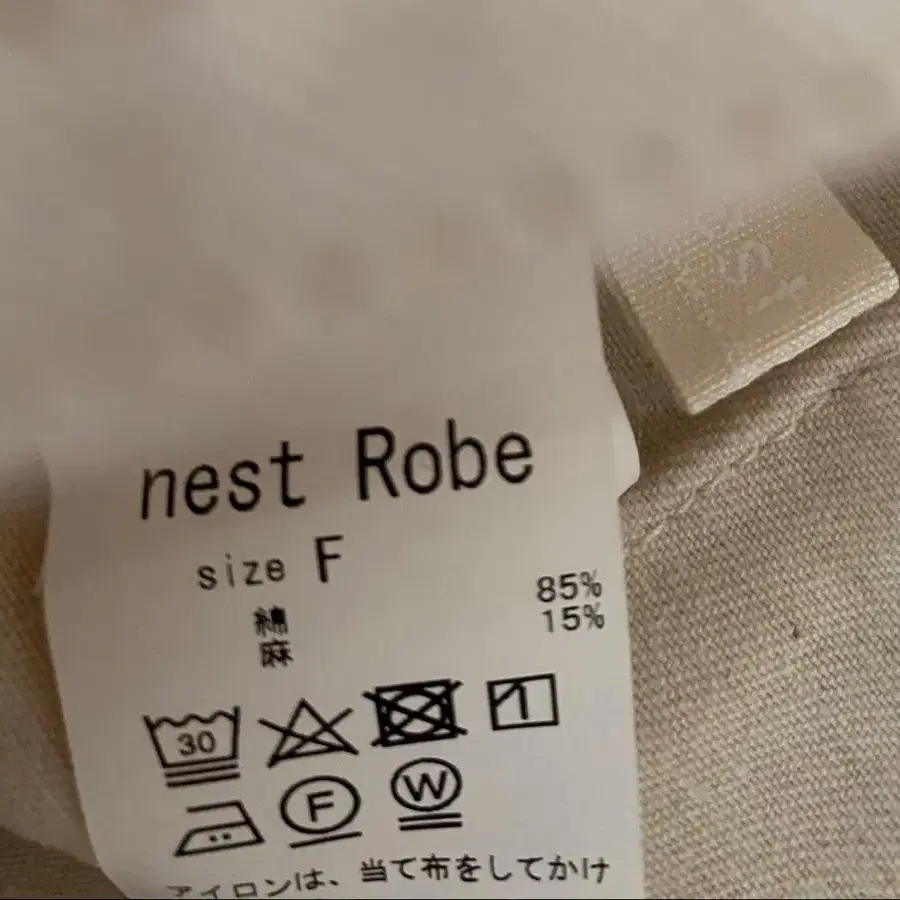 nest Robe
size F
綿 85%
麻 15%
30
F W
アイロンは、当て布をしてかけ